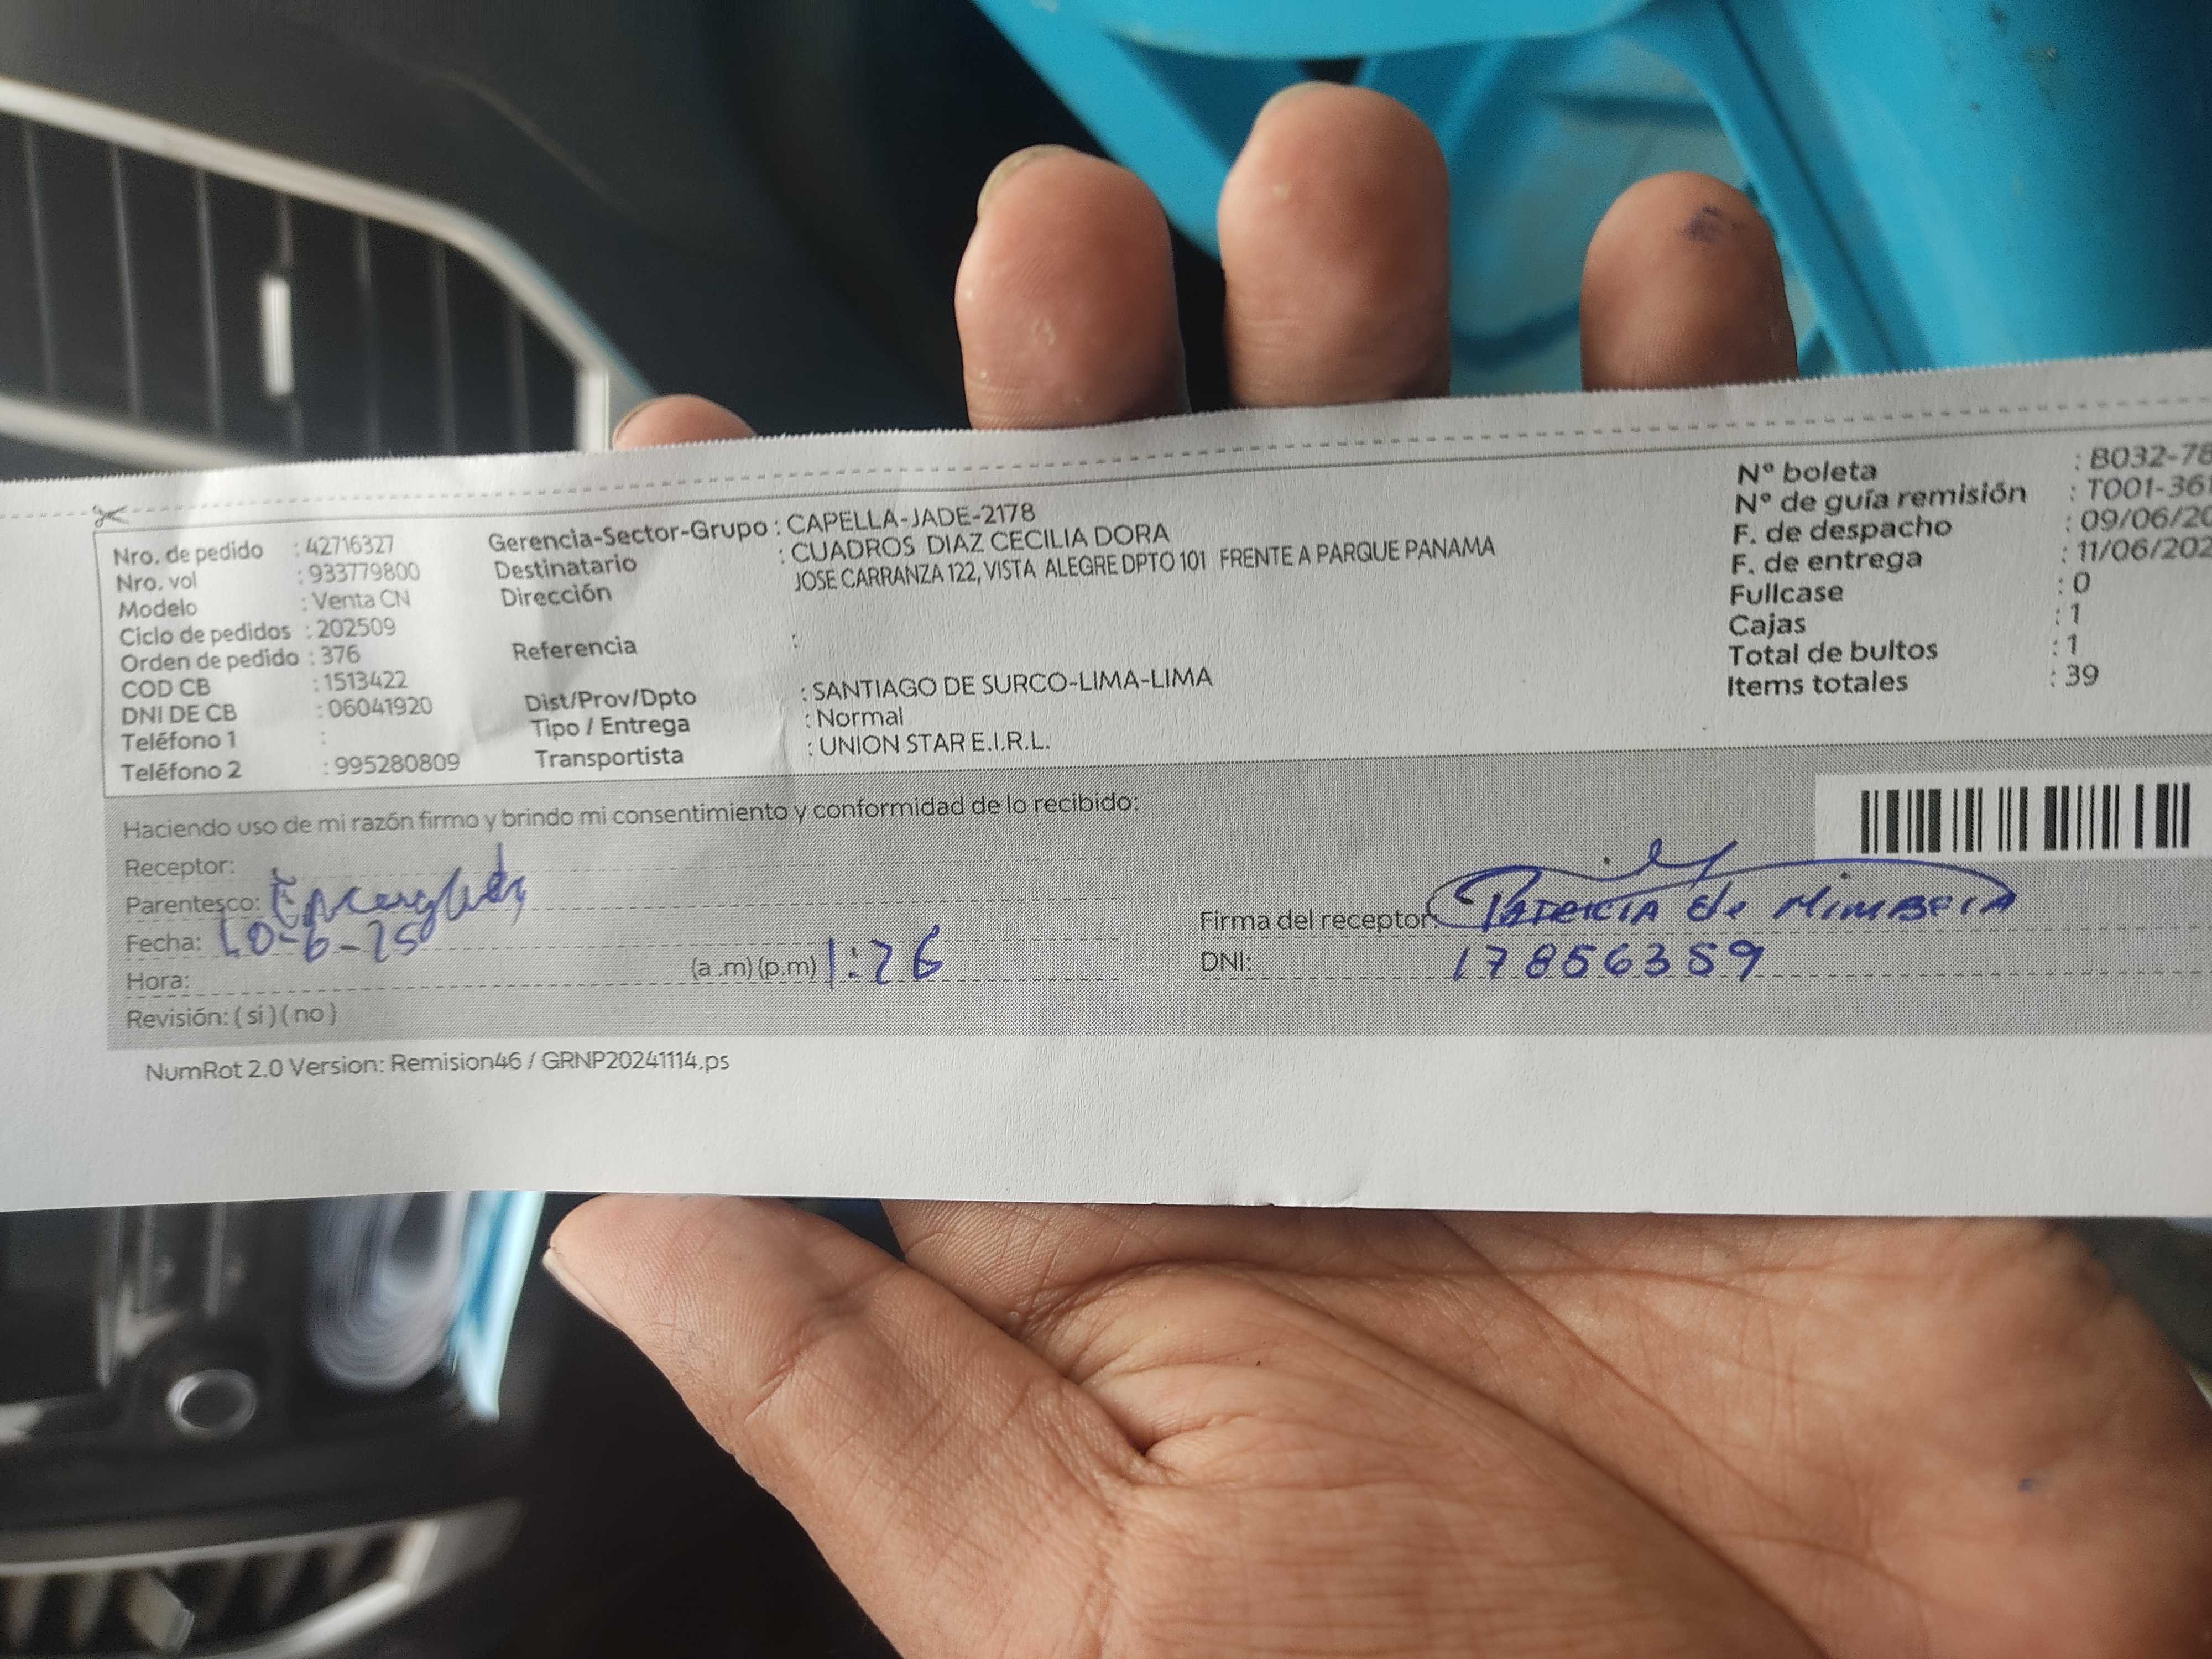 Nro. de pedido : 42716327
Nro. vol : 933779800
Modelo : Venta CN
Ciclo de pedidos : 202509
Orden de pedido : 376
COD CB : 1513422
DNI DE CB : 06041920
Teléfono 1 :
Teléfono 2 : 995280809
Gerencia-Sector-Grupo : CAPELLA-JADE-2178
Destinatario : CUADROS DIAZ CECILIA DORA
Dirección JOSE CARRANZA 122, VISTA ALEGRE DPTO 101 FRENTE A PARQUE PANAMA
Referencia :
Dist/Prov/Dpto : SANTIAGO DE SURCO-LIMA-LIMA
Tipo / Entrega : Normal
Transportista : UNION STAR E.I.R.L.
Nº boleta : B032-78
Nº de guía remisión : T001-361
F. de despacho : 09/06/20
F. de entrega : 11/06/202
Fullcase : 0
Cajas : 1
Total de bultos : 1
Items totales : 39
Haciendo uso de mi razón firmo y brindo mi consentimiento y conformidad de lo recibido:
Receptor:
Parentesco:
Fecha: 10-6-25
Hora: (a .m) (p.m) 1:26
Revisión: ( si ) ( no )
Firma del receptor: PATRICIA de
DNI: 17856359
NumRot 2.0 Version: Remision46 / GRNP20241114.ps